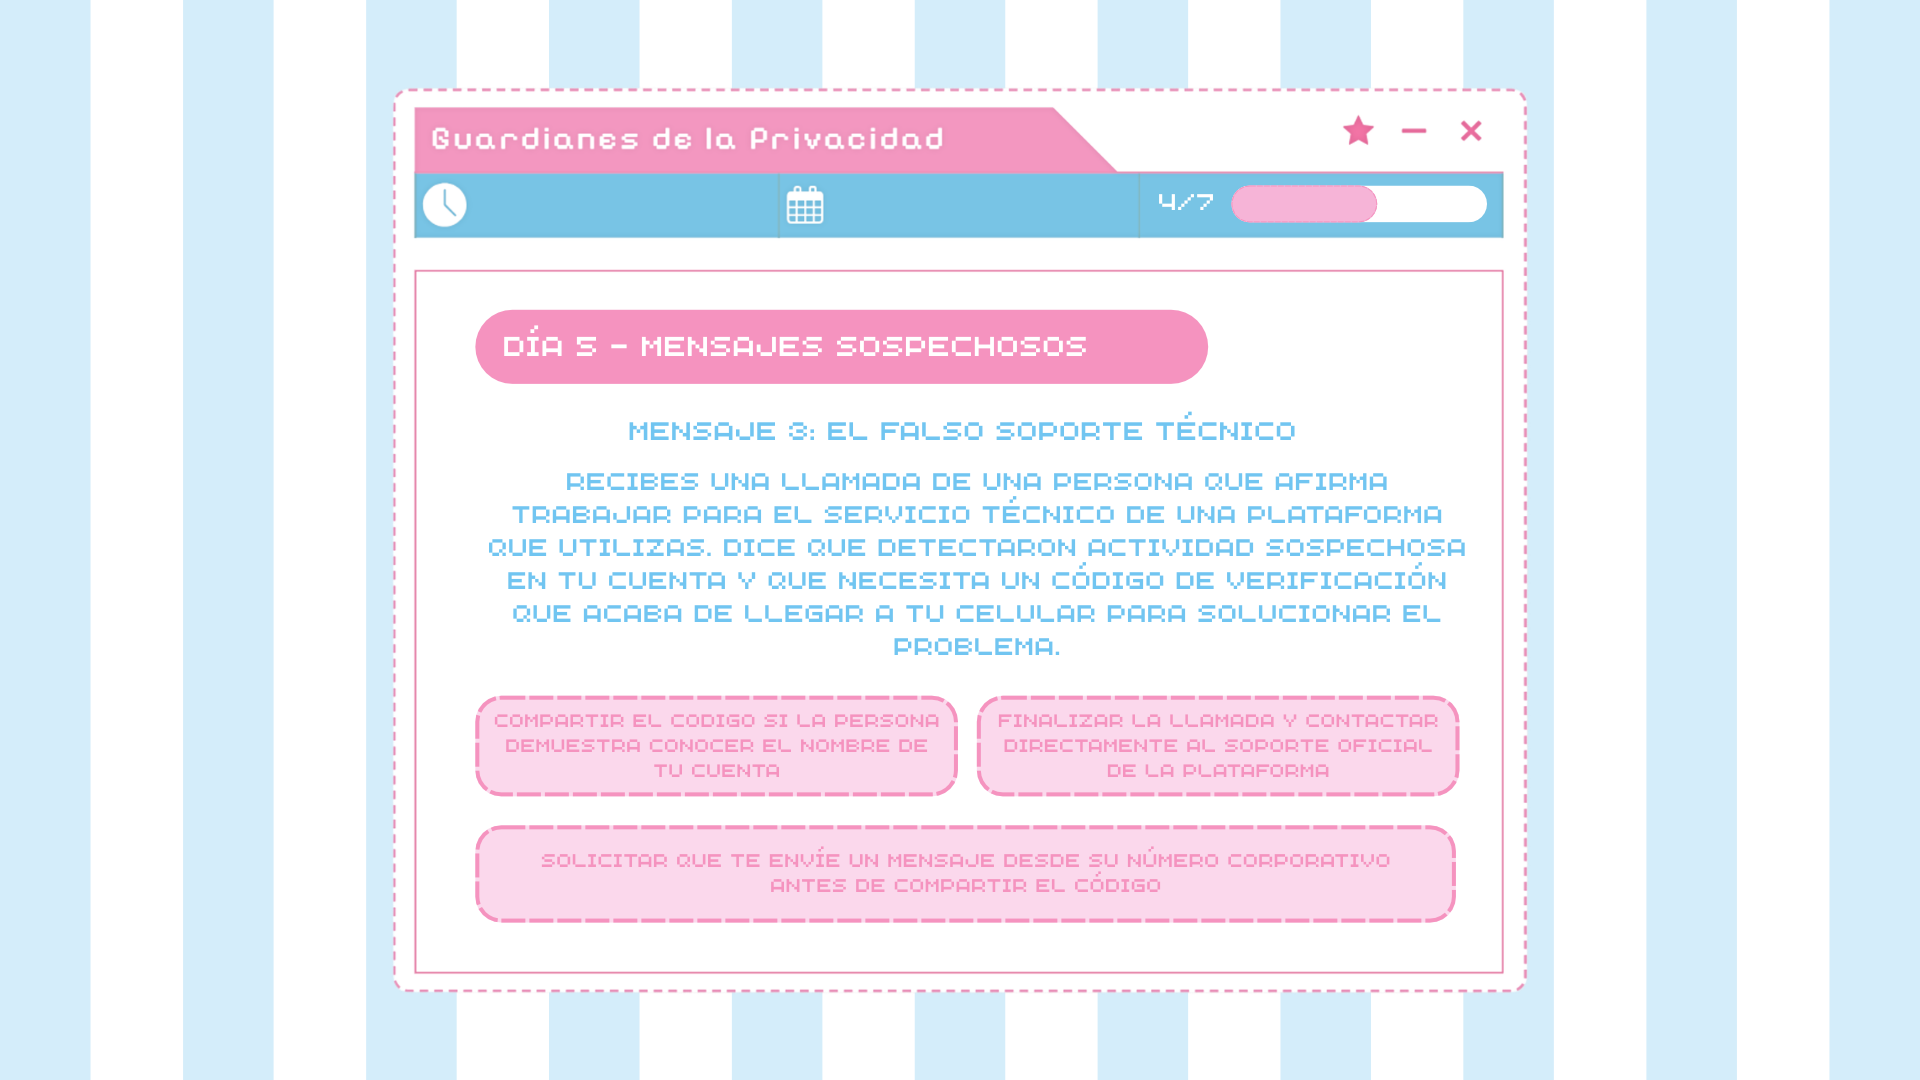 Guardianes de la Privacidad
4/7
DÍA 5 - MENSAJES SOSPECHOSOS
MENSAJE 3: EL FALSO SOPORTE TÉCNICO
RECIBES UNA LLAMADA DE UNA PERSONA QUE AFIRMA
TRABAJAR PARA EL SERVICIO TÉCNICO DE UNA PLATAFORMA
QUE UTILIZAS. DICE QUE DETECTARON ACTIVIDAD SOSPECHOSA
EN TU CUENTA Y QUE NECESITA UN CÓDIGO DE VERIFICACIÓN
QUE ACABA DE LLEGAR A TU CELULAR PARA SOLUCIONAR EL
PROBLEMA.
COMPARTIR EL CODIGO SI LA PERSONA
DEMUESTRA CONOCER EL NOMBRE DE
TU CUENTA
FINALIZAR LA LLAMADA Y CONTACTAR
DIRECTAMENTE AL SOPORTE OFICIAL
DE LA PLATAFORMA
SOLICITAR QUE TE ENVÍE UN MENSAJE DESDE SU NÚMERO CORPORATIVO
ANTES DE COMPARTIR EL CÓDIGO